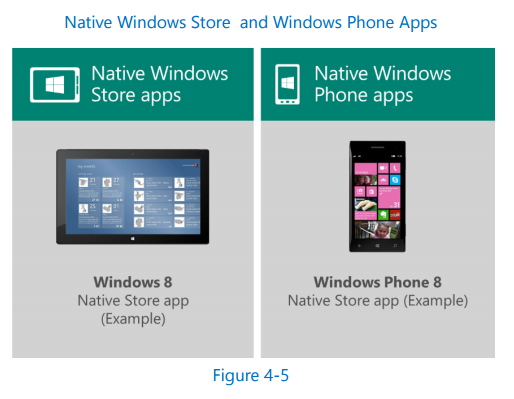 Native Windows Store  and Windows Phone Apps
Native Windows
Store apps
Native Windows
Phone apps
Windows 8
Native Store app
(Example)
Windows Phone 8
Native Store app (Example)
Figure 4-5